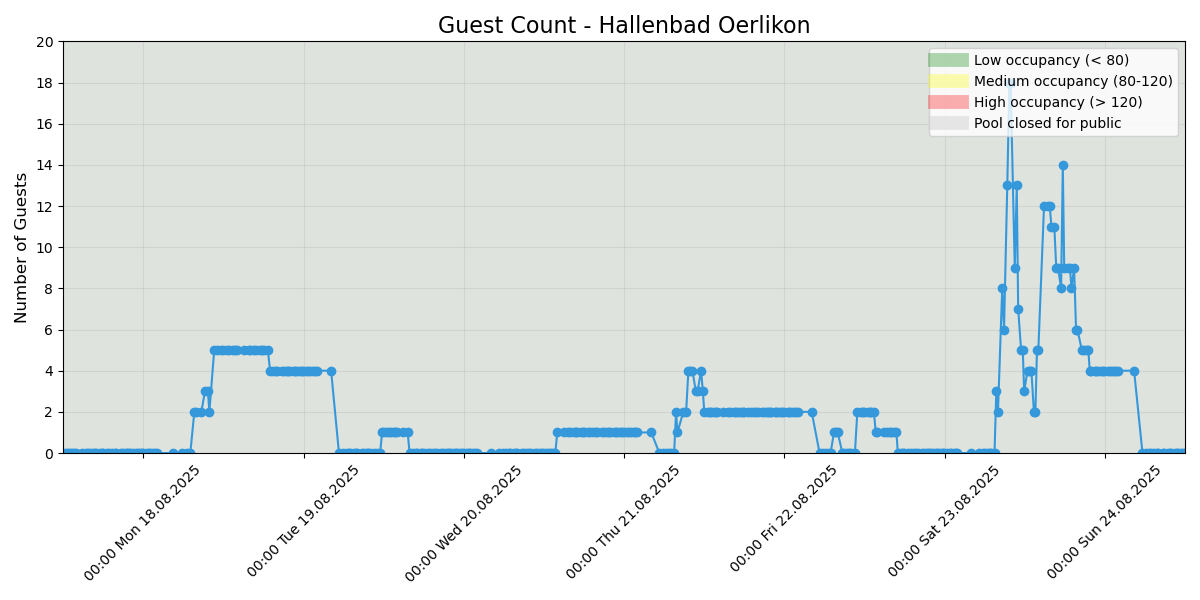 Guest Count - Hallenbad Oerlikon
Number of Guests
20
18
16
14
12
10
8
6
4
2
0
Low occupancy (< 80)
Medium occupancy (80-120)
High occupancy (> 120)
Pool closed for public
00:00 Mon 18.08.2025
00:00 Tue 19.08.2025
00:00 Wed 20.08.2025
00:00 Thu 21.08.2025
00:00 Fri 22.08.2025
00:00 Sat 23.08.2025
00:00 Sun 24.08.2025